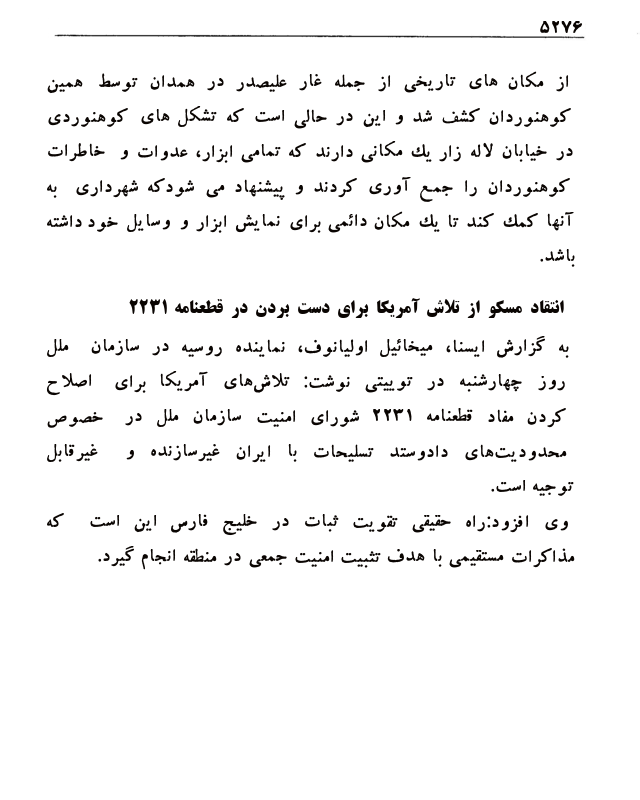 ۵۲۷۶
از مکان های تاریخی از جمله غار علیصدر در همدان توسط همین
کوهنوردان کشف شد و این در حالی است که تشکل های کوهنوردی
در خیابان لاله زار یك مکانی دارند که تمامی ابزار، عدوات و خاطرات
کوهنوردان را جمع آوری کردند و پیشنهاد می شودکه شهرداری به
آنها کمك کند تا یك مکان دائمی برای نمایش ابزار و وسایل خود داشته
باشد.
انتقاد مسکو از تلاش آمریکا برای دست بردن در قطعنامه ۲۲۳۱
به گزارش ایسنا، میخائیل اولیانوف، نماینده روسیه در سازمان ملل
روز چهارشنبه در توییتی نوشت: تلاش‌های آمریکا برای اصلاح
کردن مفاد قطعنامه ۲۲۳۱ شورای امنیت سازمان ملل در خصوص
محدودیت‌های دادوستد تسلیحات با ایران غیرسازنده و غیرقابل
توجیه است.
وی افزود:راه حقیقی تقویت ثبات در خلیج فارس این است که
مذاکرات مستقیمی با هدف تثبیت امنیت جمعی در منطقه انجام گیرد.